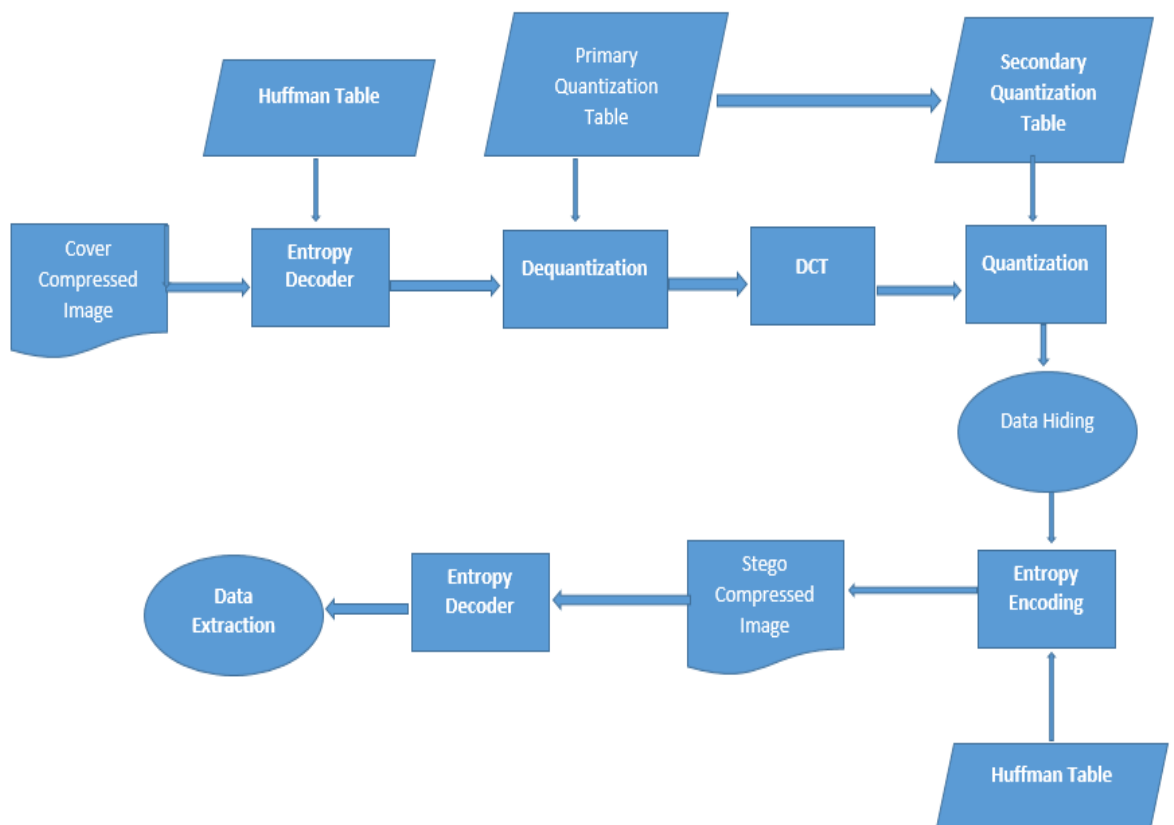 Huffman Table
Primary
Quantization
Table
Secondary
Quantization
Table
Cover
Compressed
Image
Entropy
Decoder
Dequantization
DCT
Quantization
Data Hiding
Data
Extraction
Entropy
Decoder
Stego
Compressed
Image
Entropy
Encoding
Huffman Table